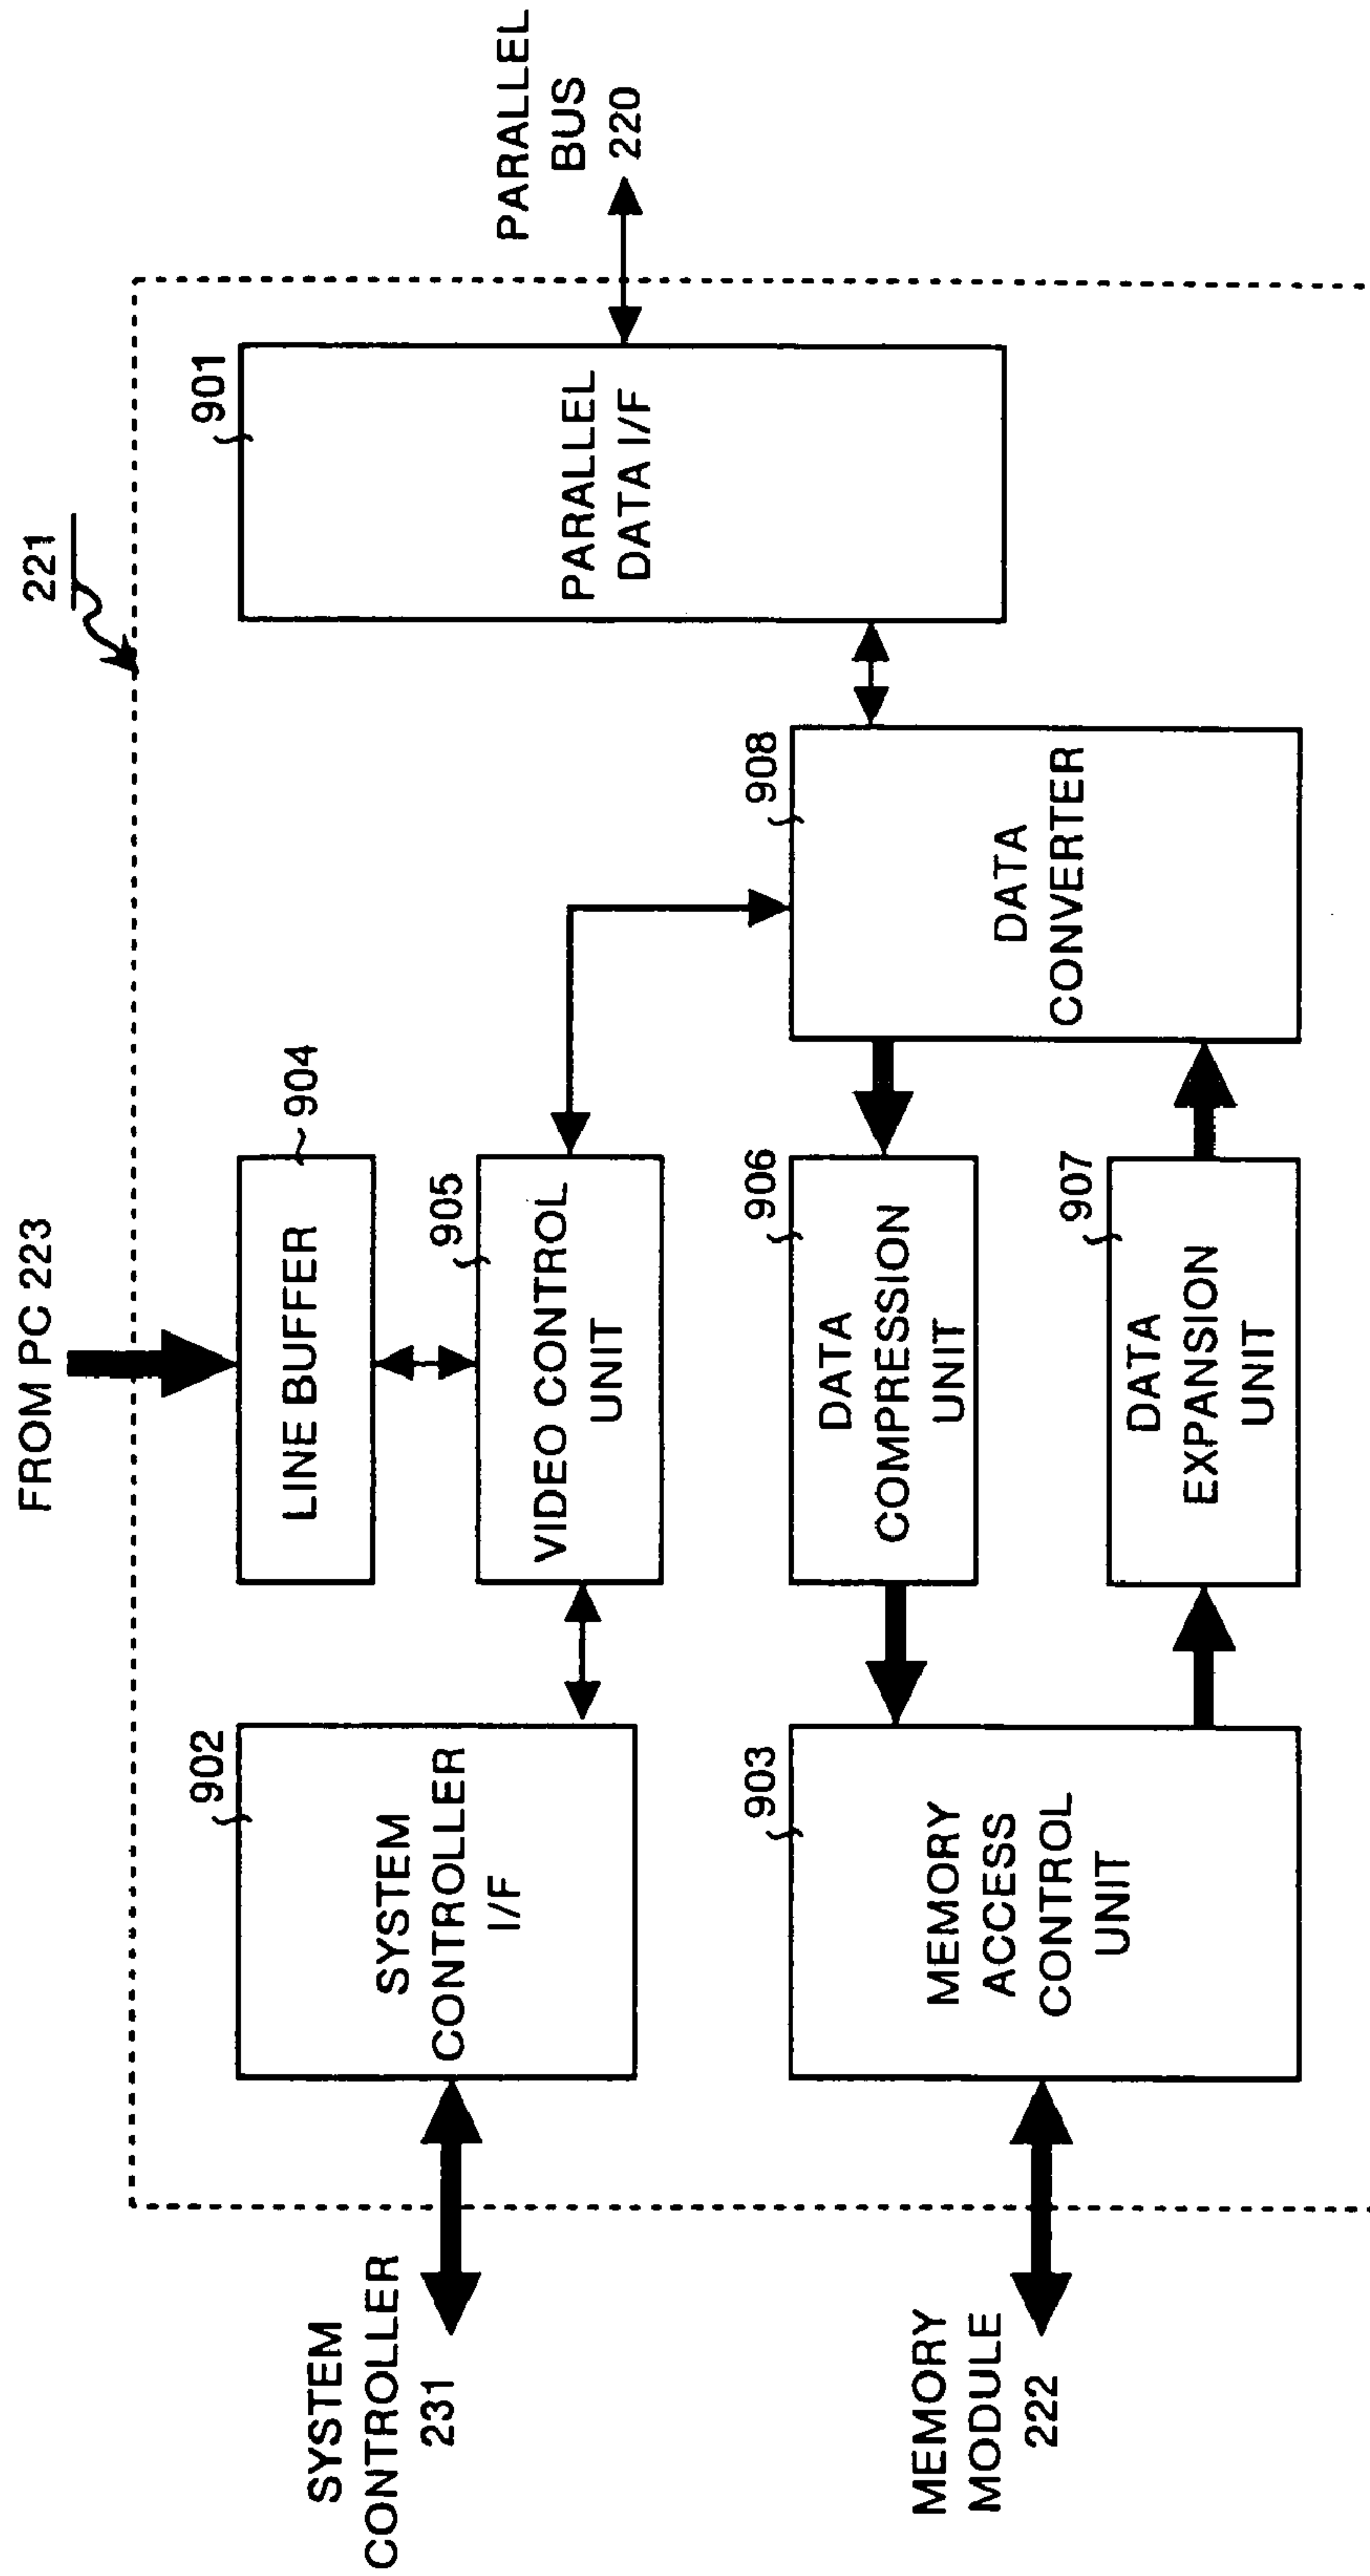 FROM PC 223
221
SYSTEM
CONTROLLER
231
902
SYSTEM
CONTROLLER
I/F
LINE BUFFER
904
905
VIDEO CONTROL
UNIT
901
PARALLEL
DATA I/F
PARALLEL
BUS
220
MEMORY
MODULE
222
903
MEMORY
ACCESS
CONTROL
UNIT
906
DATA
COMPRESSION
UNIT
907
DATA
EXPANSION
UNIT
908
DATA
CONVERTER